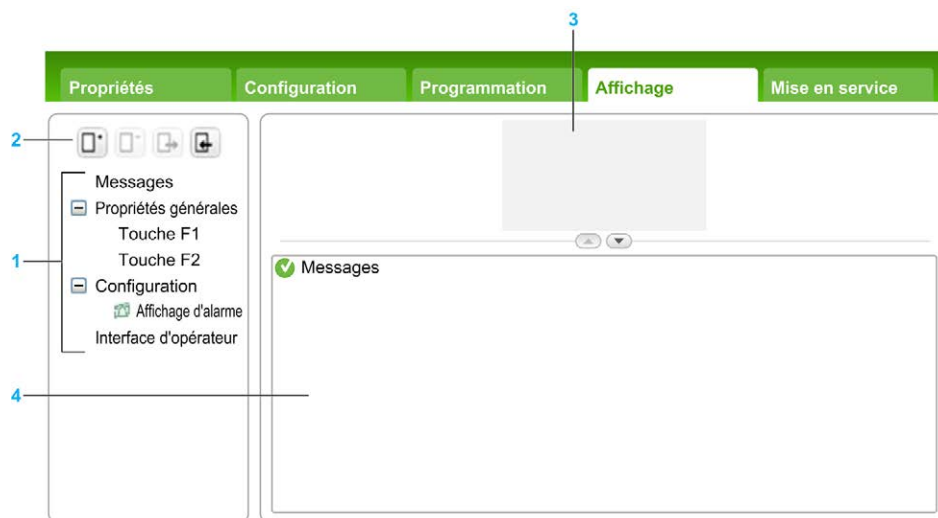 3
Propriétés Configuration Programmation Affichage Mise en service
2
Messages
Propriétés générales
Touche F1
Touche F2
1
Configuration
Affichage d'alarme
Interface d'opérateur
Messages
4